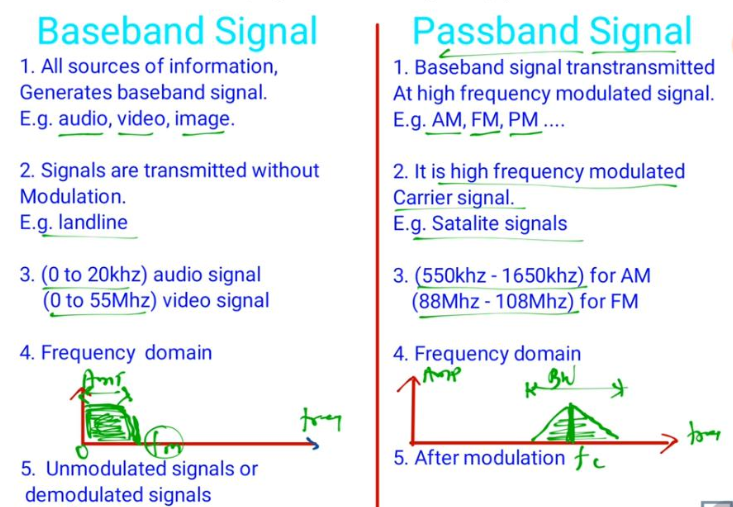 Baseband Signal
1. All sources of information,
Generates baseband signal.
E.g. audio, video, image.
2. Signals are transmitted without
Modulation.
E.g. landline
3. (0 to 20khz) audio signal
(0 to 55Mhz) video signal
4. Frequency domain
0
fm
5. Unmodulated signals or
demodulated signals
Passband Signal
1. Baseband signal transtransmitted
At high frequency modulated signal.
E.g. AM, FM, PM ....
2. It is high frequency modulated
Carrier signal.
E.g. Satalite signals
3. (550khz - 1650khz) for AM
(88Mhz - 108Mhz) for FM
4. Frequency domain
Amp
BW
5. After modulation fc